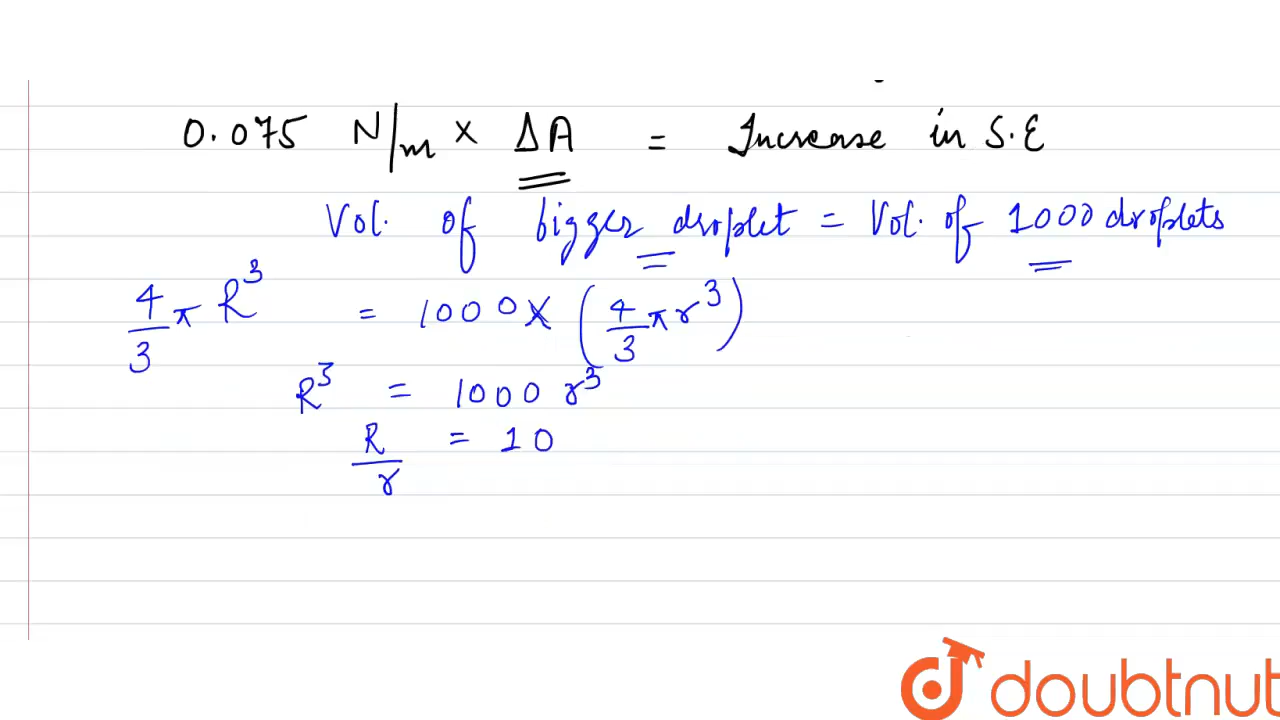 0.075 N/m × ΔA = Increase in S.E
Vol. of bigger droplet = Vol. of 1000 droplets
4/3 π R³ = 1000 × (4/3 π r³)
R³ = 1000 r³
R/r = 10
doubtnut